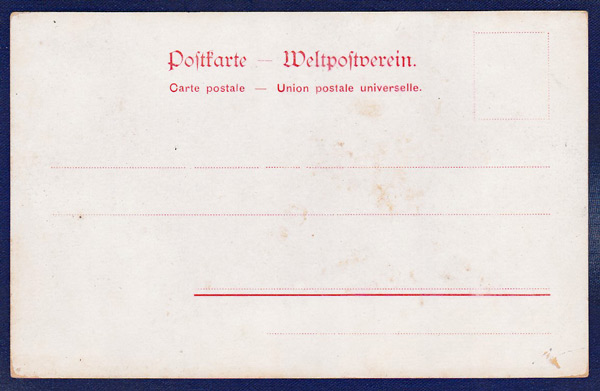 Poſtkarte — Weltpoſtverein.
Carte postale — Union postale universelle.